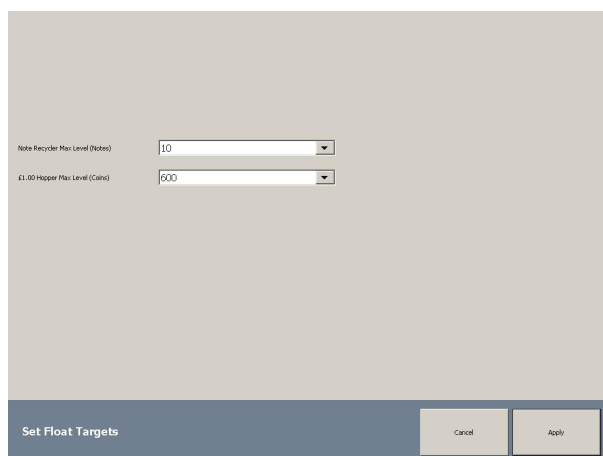 Note Recycler Max Level (Notes)
10
£1.00 Hopper Max Level (Coins)
600
Set Float Targets
Cancel
Apply